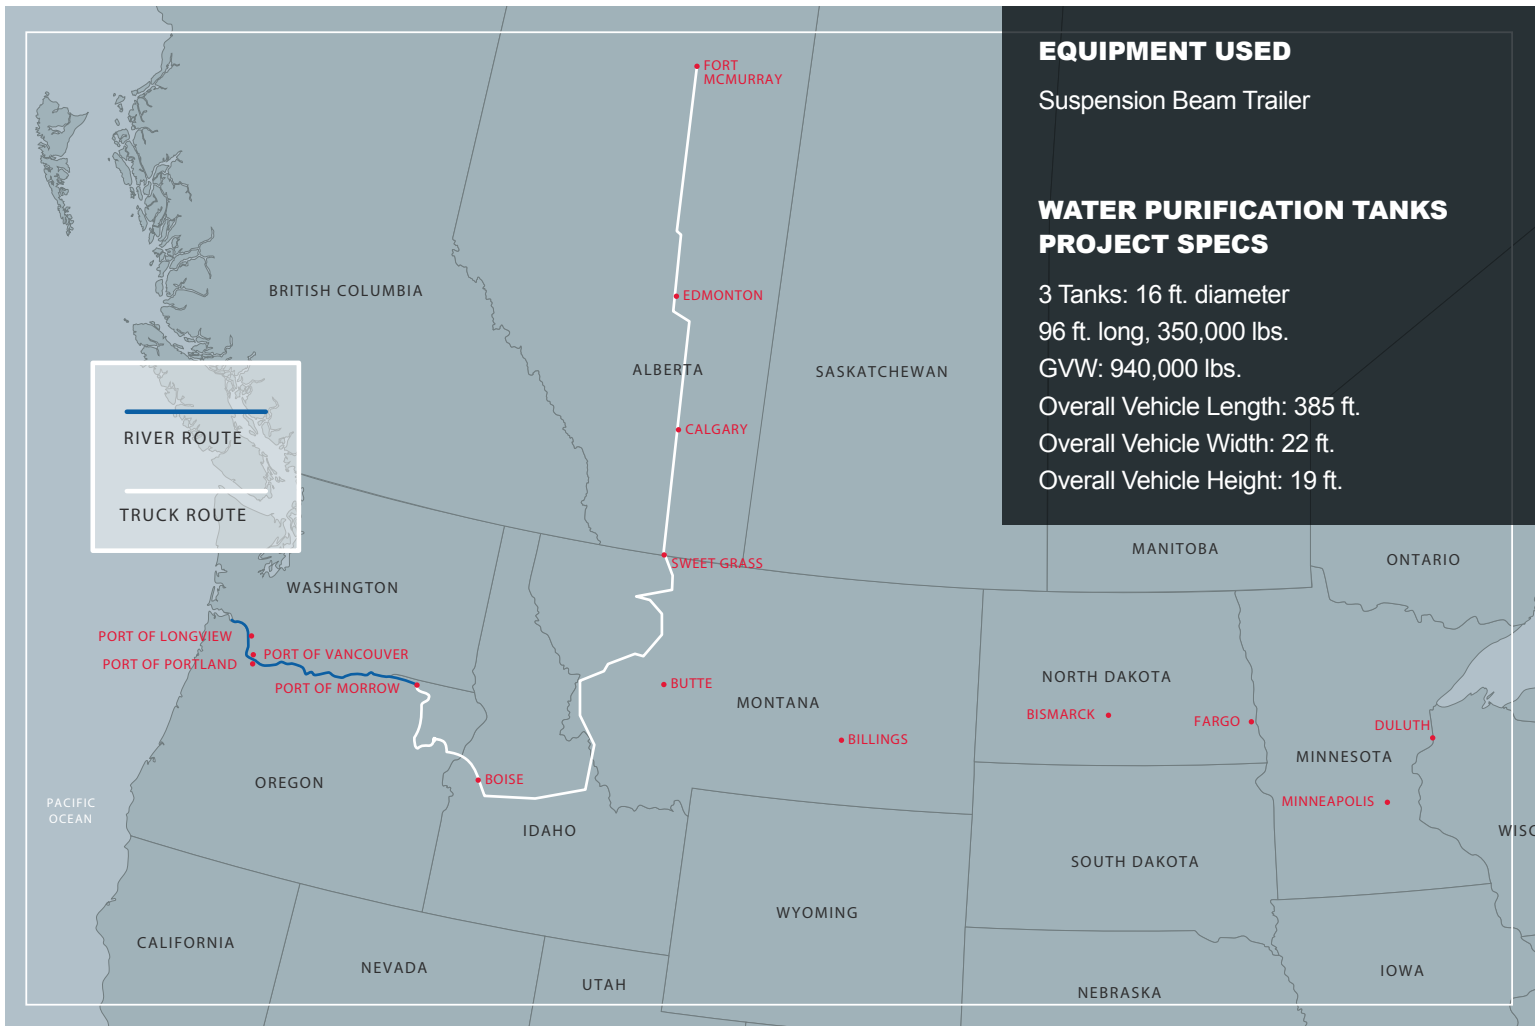 EQUIPMENT USED
Suspension Beam Trailer
WATER PURIFICATION TANKS
PROJECT SPECS
3 Tanks: 16 ft. diameter
96 ft. long, 350,000 lbs.
GVW: 940,000 lbs.
Overall Vehicle Length: 385 ft.
Overall Vehicle Width: 22 ft.
Overall Vehicle Height: 19 ft.
FORT
MCMURRAY
BRITISH COLUMBIA
EDMONTON
ALBERTA
SASKATCHEWAN
CALGARY
RIVER ROUTE
TRUCK ROUTE
SWEET GRASS
MANITOBA
ONTARIO
WASHINGTON
PORT OF LONGVIEW
PORT OF VANCOUVER
PORT OF PORTLAND
PORT OF MORROW
BUTTE
MONTANA
NORTH DAKOTA
BISMARCK
FARGO
DULUTH
BILLINGS
MINNESOTA
OREGON
BOISE
MINNEAPOLIS
PACIFIC
OCEAN
IDAHO
WISC
SOUTH DAKOTA
WYOMING
CALIFORNIA
NEVADA
UTAH
NEBRASKA
IOWA